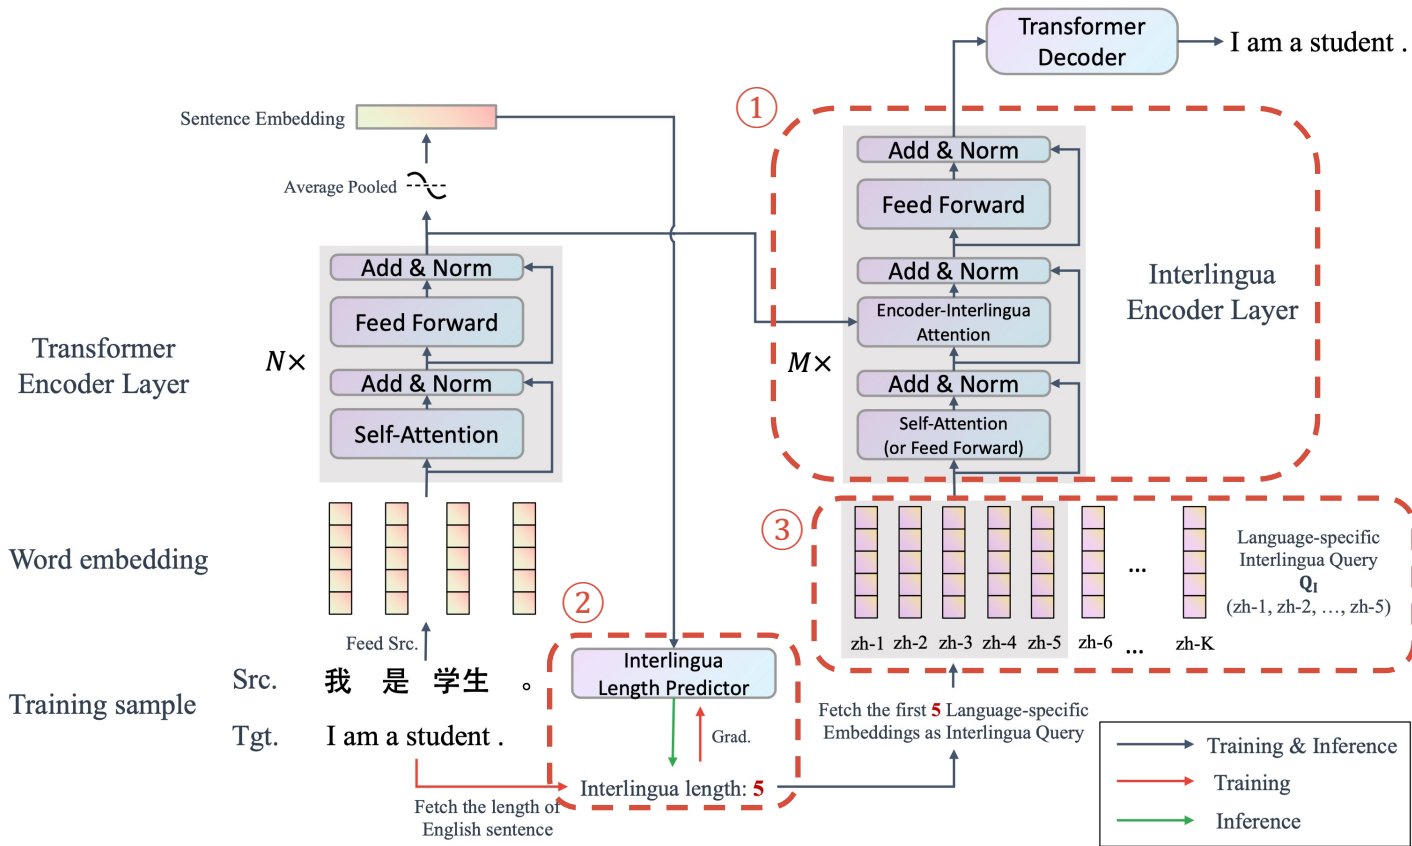 Transformer
Decoder
I am a student .
①
Sentence Embedding
Average Pooled
Add & Norm
Feed Forward
Add & Norm
Self-Attention
N×
Transformer
Encoder Layer
Add & Norm
Feed Forward
Add & Norm
Encoder-Interlingua
Attention
Add & Norm
Self-Attention
(or Feed Forward)
M×
Interlingua
Encoder Layer
Word embedding
Feed Src.
③
...
zh-1 zh-2 zh-3 zh-4 zh-5 zh-6 ... zh-K
Language-specific
Interlingua Query
Q_I
(zh-1, zh-2, …, zh-5)
Training sample
Src. 我 是 学生 。
Tgt. I am a student .
②
Interlingua
Length Predictor
Grad.
Interlingua length: 5
Fetch the length of
English sentence
Fetch the first 5 Language-specific
Embeddings as Interlingua Query
Training & Inference
Training
Inference